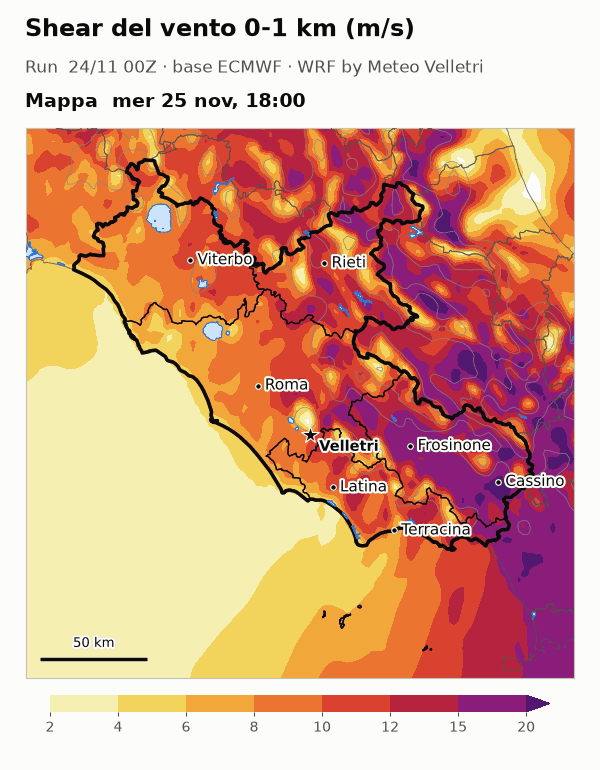 Shear del vento 0-1 km (m/s)
Run  24/11 00Z · base ECMWF · WRF by Meteo Velletri
Mappa  mer 25 nov, 18:00
Viterbo
Rieti
Roma
Velletri
Frosinone
Latina
Cassino
Terracina
50 km
2 4 6 8 10 12 15 20